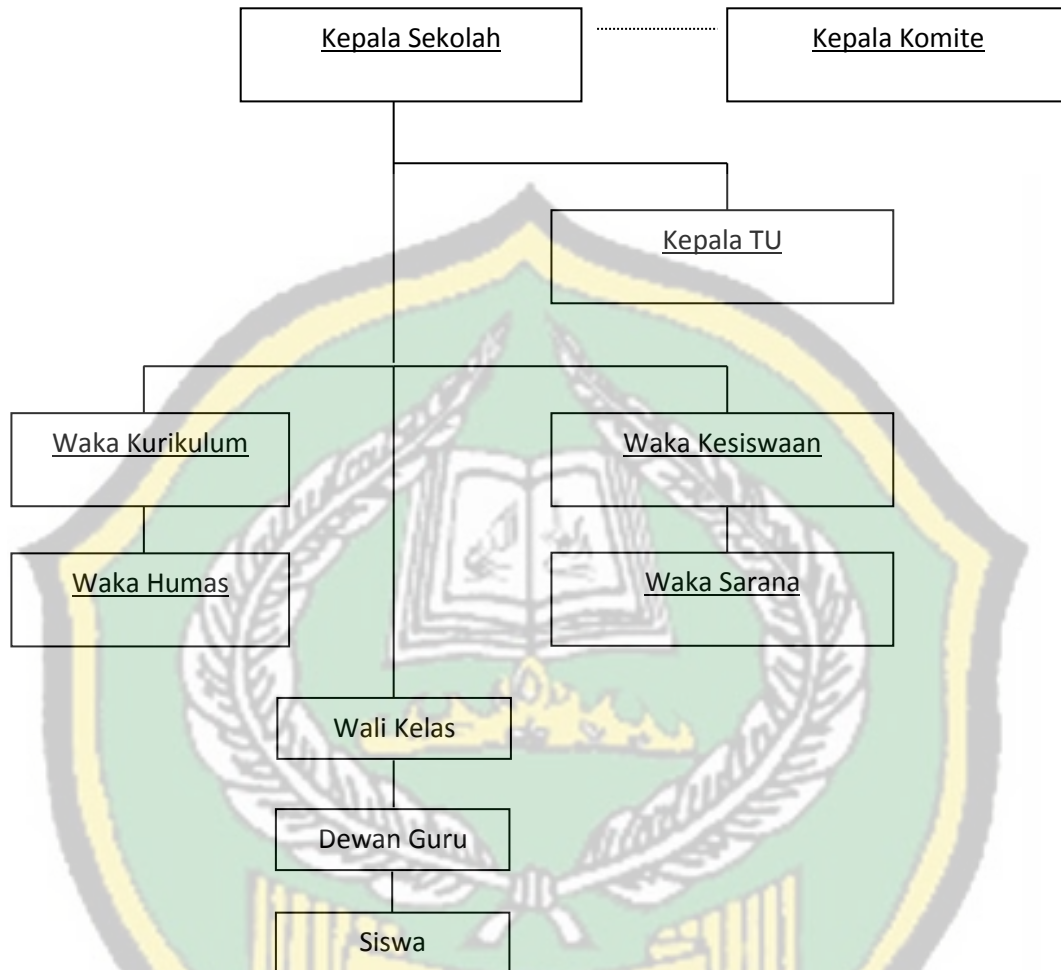 Kepala Sekolah
Kepala Komite
Kepala TU
Waka Kurikulum
Waka Kesiswaan
Waka Humas
Waka Sarana
Wali Kelas
Dewan Guru
Siswa